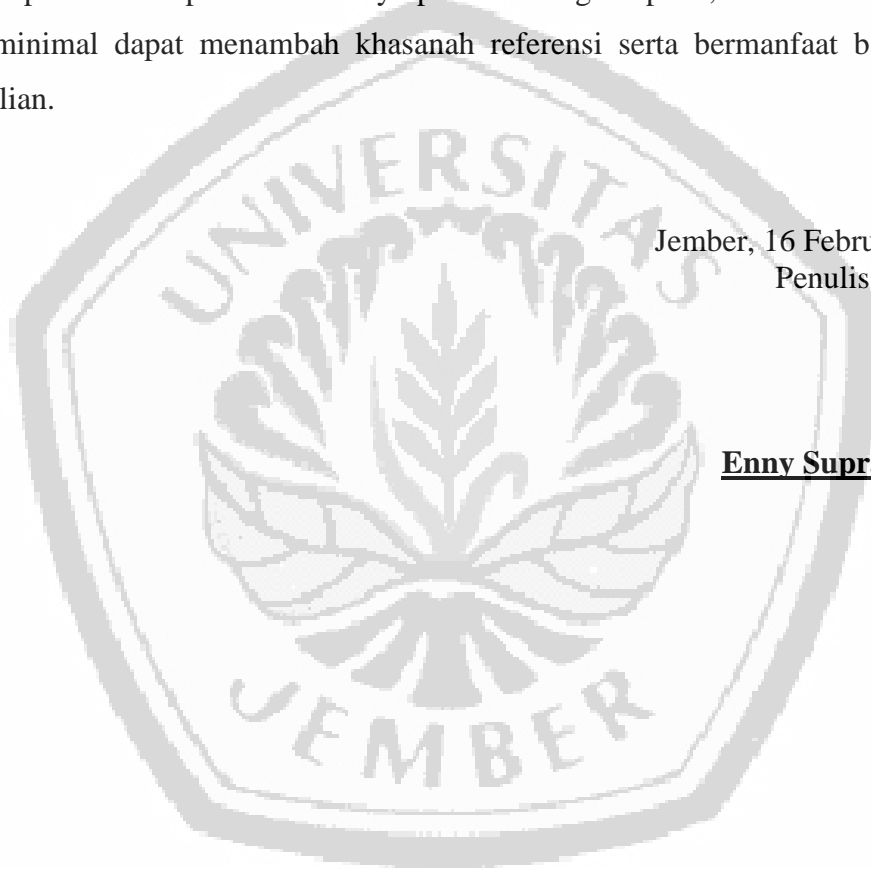 minimal dapat menambah khasanah referensi serta bermanfaat b
lian.
UNIVERSITAS
Jember, 16 Febru
Penulis
Enny Supr
JEMBER